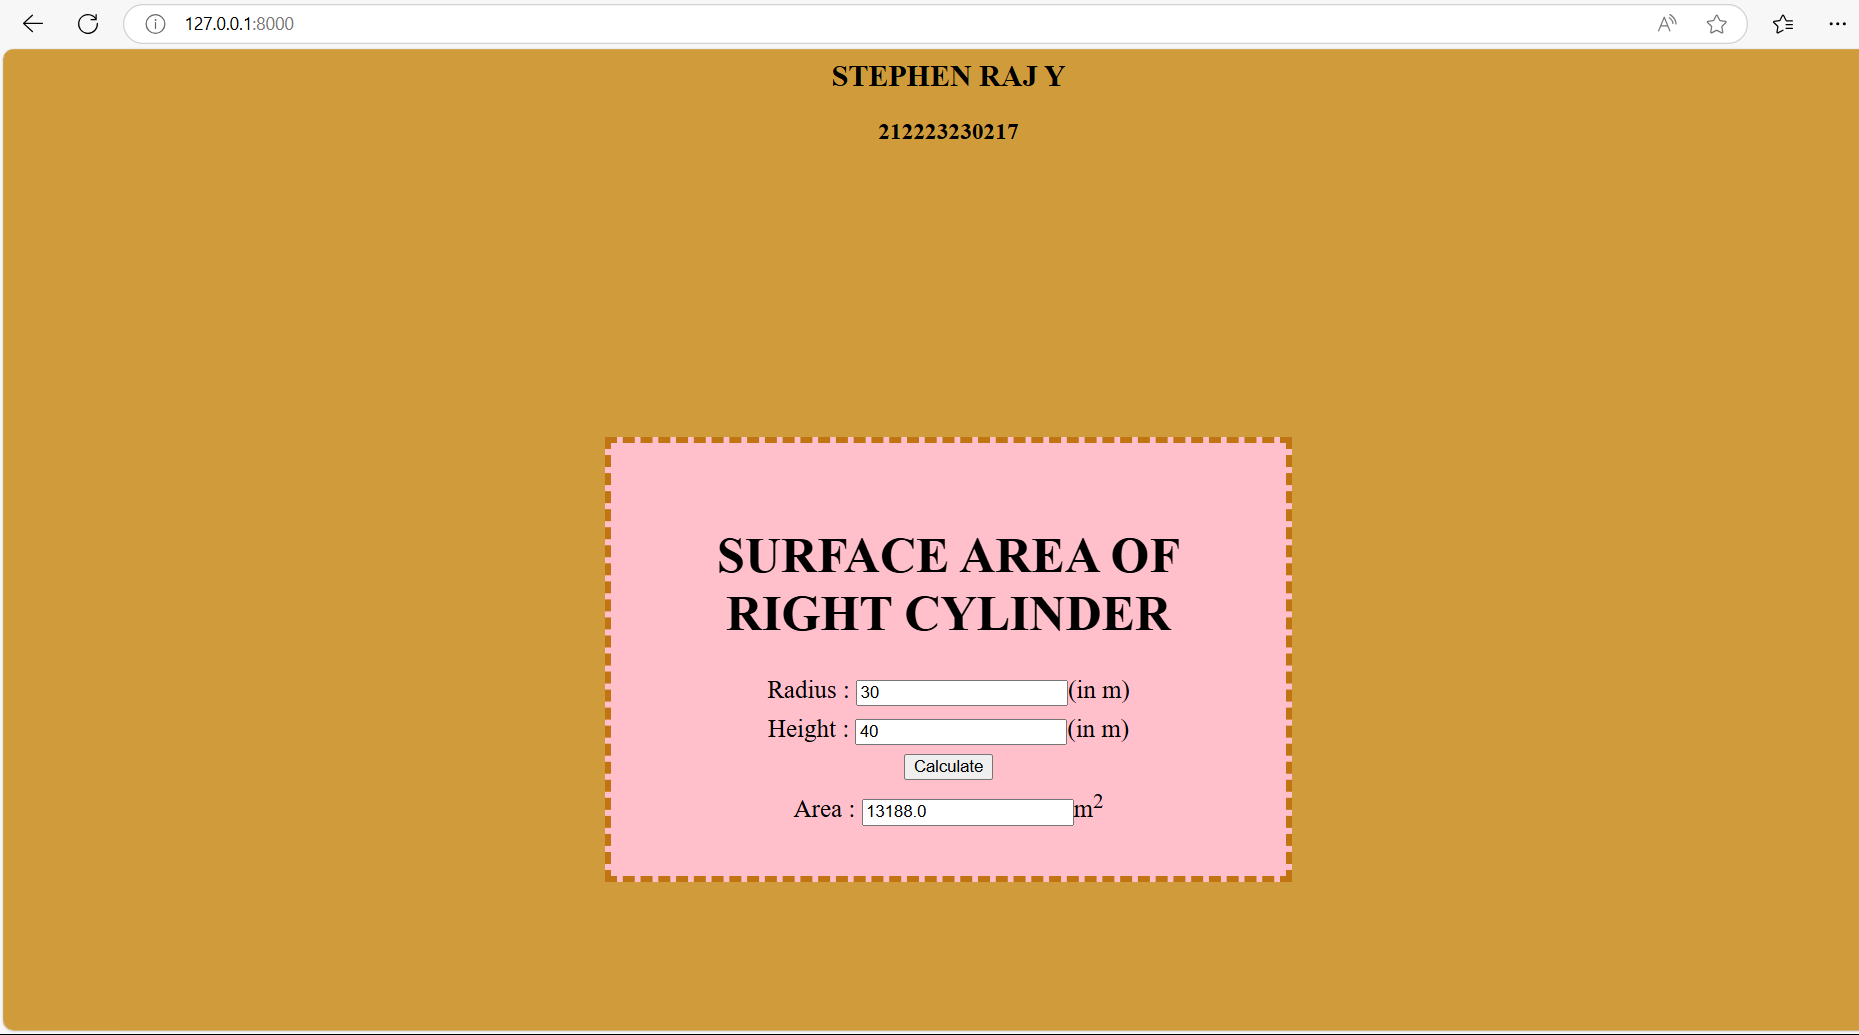 127.0.0.1:8000
STEPHEN RAJ Y
212223230217
SURFACE AREA OF
RIGHT CYLINDER
Radius : 30 (in m)
Height : 40 (in m)
Calculate
Area : 13188.0 m²